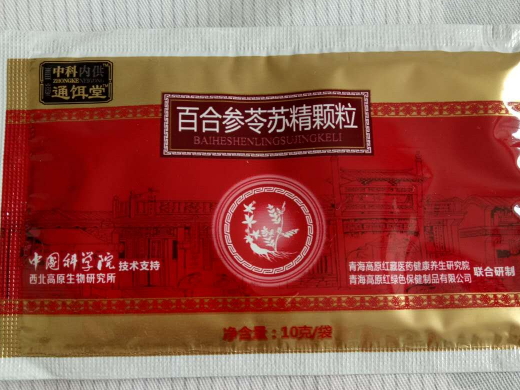 中科内供
ZHONGKENEIGONG
通饵堂
百合参苓苏精颗粒
BAIHESHENLINGSUJINGKELI
中国科学院 技术支持
西北高原生物研究所
青海高原红藏医药健康养生研究院
青海高原红绿色保健制品有限公司
联合研制
净含量：10克/袋